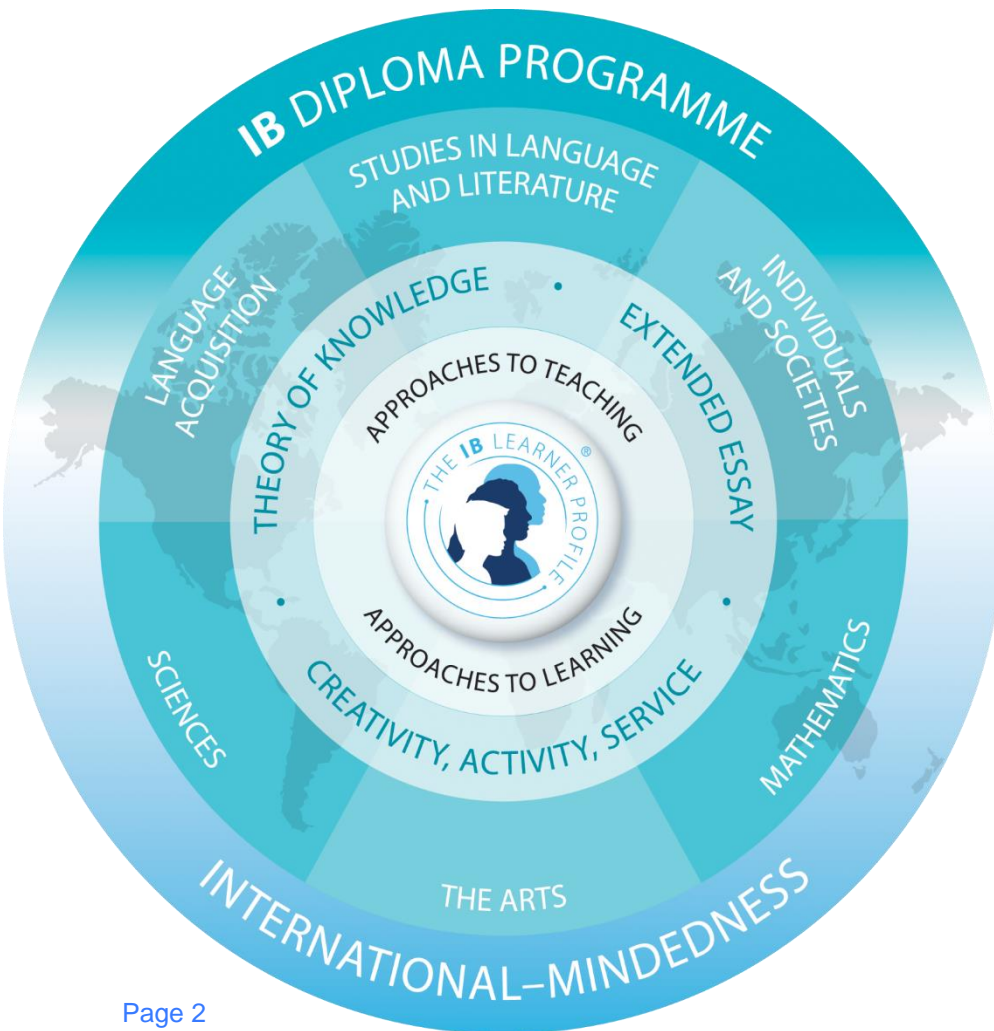 IB DIPLOMA PROGRAMME
STUDIES IN LANGUAGE
AND LITERATURE
LANGUAGE
ACQUISITION
INDIVIDUALS
AND SOCIETIES
THEORY OF KNOWLEDGE
•
EXTENDED ESSAY
APPROACHES TO TEACHING
• THE IB LEARNER PROFILE •
®
APPROACHES TO LEARNING
•
CREATIVITY, ACTIVITY, SERVICE
•
SCIENCES
MATHEMATICS
THE ARTS
INTERNATIONAL–MINDEDNESS
Page 2